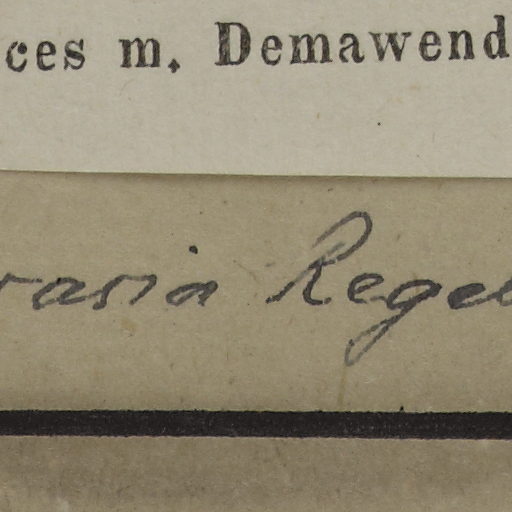 ces m. Demawend
rasia Regel